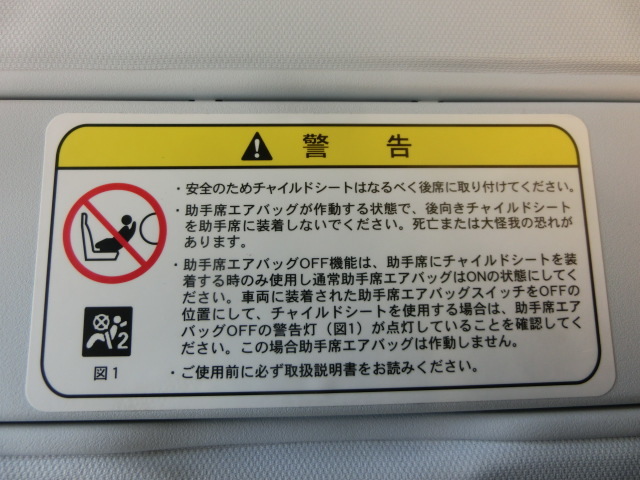 警告
・安全のためチャイルドシートはなるべく後席に取り付けてください。
・助手席エアバッグが作動する状態で、後向きチャイルドシート
を助手席に装着しないでください。死亡または大怪我の恐れが
あります。
・助手席エアバッグOFF機能は、助手席にチャイルドシートを装
着する時のみ使用し通常助手席エアバッグはONの状態にしてく
ださい。車両に装着された助手席エアバッグスイッチをOFFの
位置にして、チャイルドシートを使用する場合は、助手席エア
バッグOFFの警告灯（図1）が点灯していることを確認してく
ださい。この場合助手席エアバッグは作動しません。
・ご使用前に必ず取扱説明書をお読みください。
2
図1